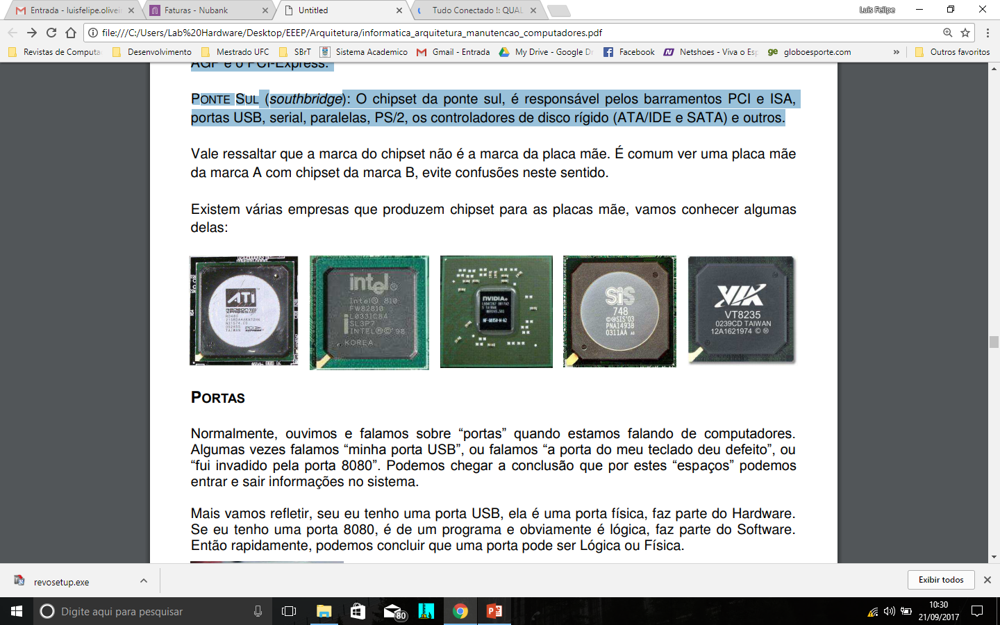 Entrada - luisfelipe.olivei
Faturas - Nubank
Untitled
Tudo Conectado !: QUAL
Luis Felipe
file:///C:/Users/Lab%20Hardware/Desktop/EEEP/Arquitetura/informatica_arquitetura_manutencao_computadores.pdf
Revistas de Computa
Desenvolvimento
Mestrado UFC
SBrT
Sistema Academico
Gmail - Entrada
My Drive - Google Dr
Facebook
Netshoes - Viva o Es
ge globoesporte.com
»
Outros favoritos
AGP e o PCI-Express.
PONTE SUL (southbridge): O chipset da ponte sul, é responsável pelos barramentos PCI e ISA,
portas USB, serial, paralelas, PS/2, os controladores de disco rígido (ATA/IDE e SATA) e outros.
Vale ressaltar que a marca do chipset não é a marca da placa mãe. É comum ver uma placa mãe
da marca A com chipset da marca B, evite confusões neste sentido.
Existem várias empresas que produzem chipset para as placas mãe, vamos conhecer algumas
delas:
ATI
RADEON
XPRESS
TAIWAN
PCI
EXPRESS
intel®
Intel® 810
FW82810
L033IC84
SL3P7
INTEL®©'98
KOREA
NVIDIA
SiS
748
©®SIS'03
PNA1493B
0311AA
VIA
VT8235
0239CD TAIWAN
12A1621974 © Ⓜ
PORTAS
Normalmente, ouvimos e falamos sobre “portas” quando estamos falando de computadores.
Algumas vezes falamos “minha porta USB”, ou falamos “a porta do meu teclado deu defeito”, ou
“fui invadido pela porta 8080”. Podemos chegar a conclusão que por estes “espaços” podemos
entrar e sair informações no sistema.
Mais vamos refletir, seu eu tenho uma porta USB, ela é uma porta física, faz parte do Hardware.
Se eu tenho uma porta 8080, é de um programa e obviamente é lógica, faz parte do Software.
Então rapidamente, podemos concluir que uma porta pode ser Lógica ou Física.
revosetup.exe
Exibir todos
Digite aqui para pesquisar
80
10:30
21/09/2017